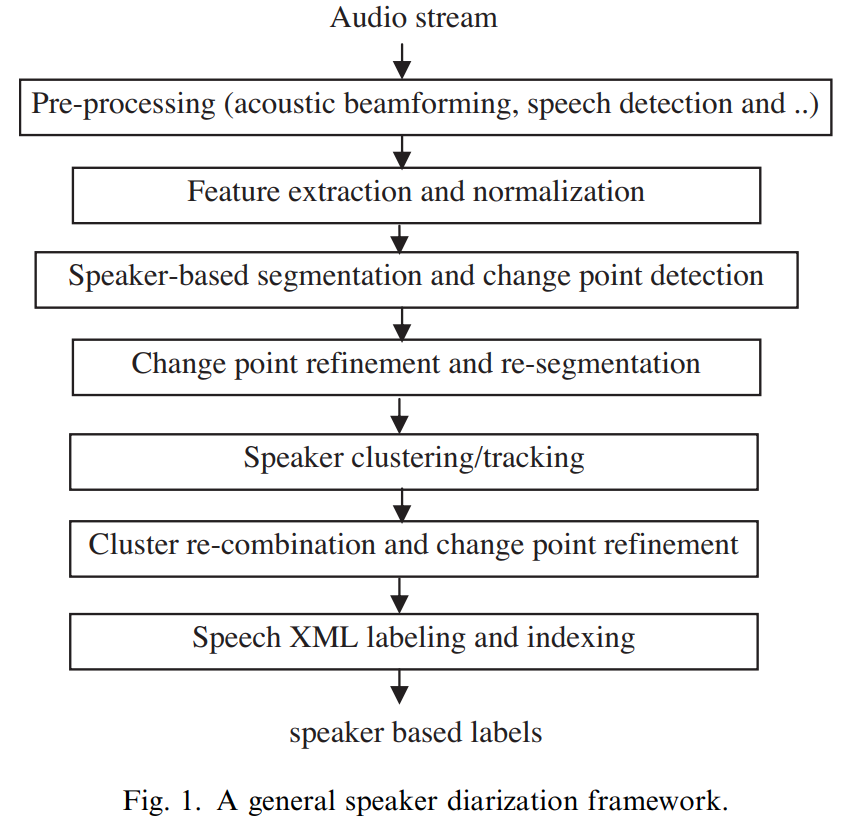 Audio stream
Pre-processing (acoustic beamforming, speech detection and ..)
Feature extraction and normalization
Speaker-based segmentation and change point detection
Change point refinement and re-segmentation
Speaker clustering/tracking
Cluster re-combination and change point refinement
Speech XML labeling and indexing
speaker based labels
Fig. 1. A general speaker diarization framework.